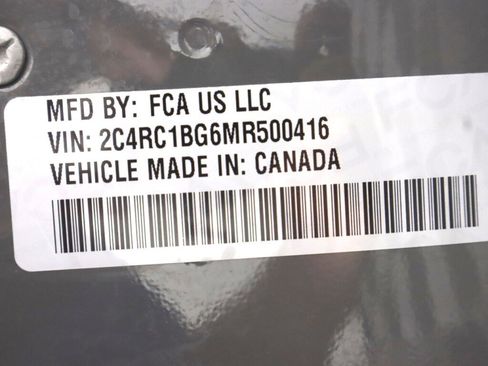 MFD BY: FCA US LLC
VIN: 2C4RC1BG6MR500416
VEHICLE MADE IN: CANADA